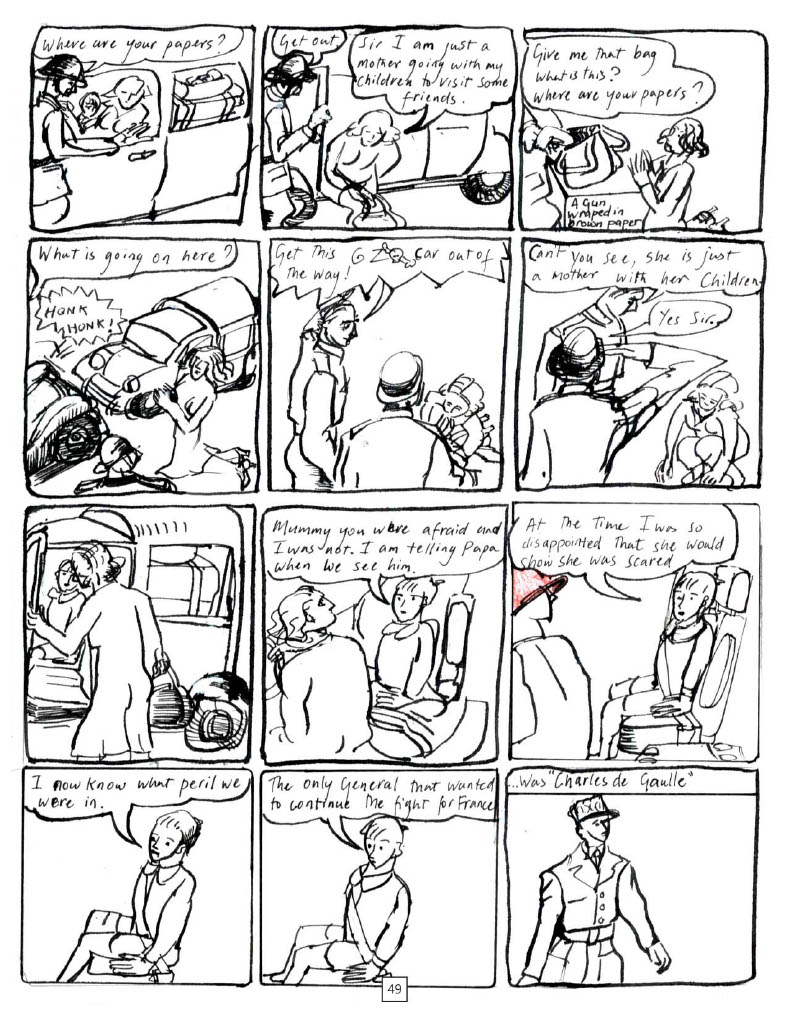 Where are your papers?
Get out.
Sir I am just a
mother going with my
Children to visit some
friends.
Give me that bag
what is this?
where are your papers?
A Gun
wraped in
brown paper
What is going on here?
HONK
HONK!
Get This Car out of
the way!
Can't you see, she is just
a mother with her Children
Yes Sir.
Mummy you were afraid and
I was not. I am telling Papa
when we see him.
At the Time I was so
disappointed That she would
show she was scared
I now know what peril we
were in.
The only General that wanted
to continue the fight for France
...was "Charles de Gaulle"
49